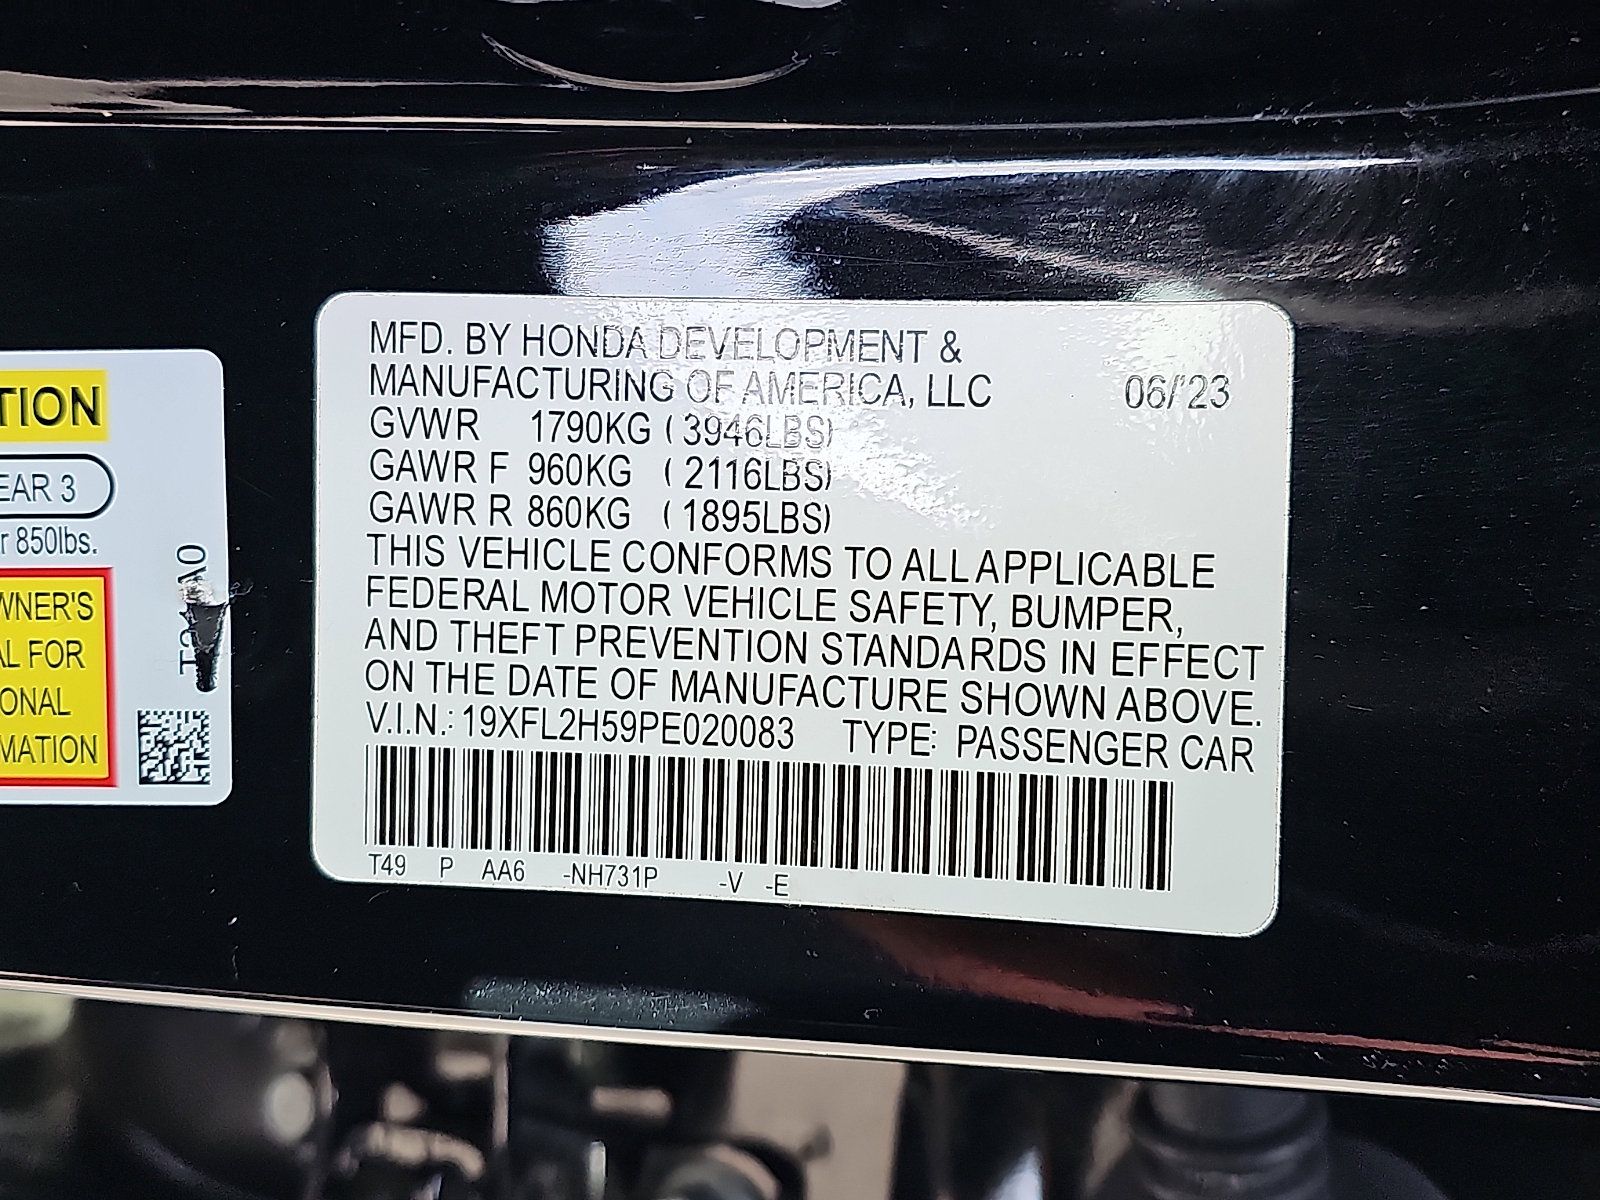 MFD. BY HONDA DEVELOPMENT &
MANUFACTURING OF AMERICA, LLC 06/'23
GVWR 1790KG (3946LBS)
GAWR F 960KG (2116LBS)
GAWR R 860KG (1895LBS)
THIS VEHICLE CONFORMS TO ALL APPLICABLE
FEDERAL MOTOR VEHICLE SAFETY, BUMPER,
AND THEFT PREVENTION STANDARDS IN EFFECT
ON THE DATE OF MANUFACTURE SHOWN ABOVE.
V.I.N.: 19XFL2H59PE020083 TYPE: PASSENGER CAR
T49 P AA6 -NH731P -V -E
TION
EAR 3
r 850lbs.
WNER'S
AL FOR
ONAL
MATION